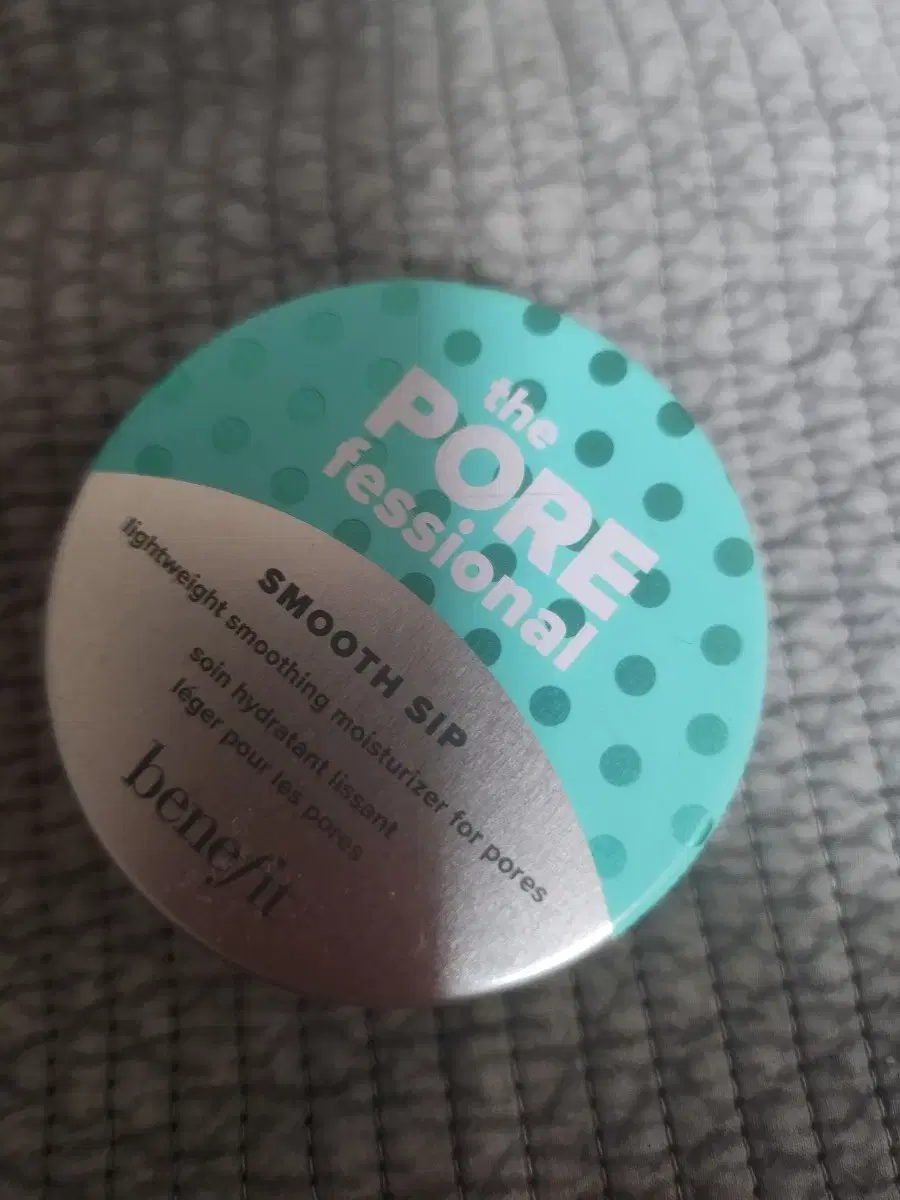 the
PORE
fessional
SMOOTH SIP
lightweight smoothing moisturizer for pores
soin hydratant lissant
léger pour les pores
benefit